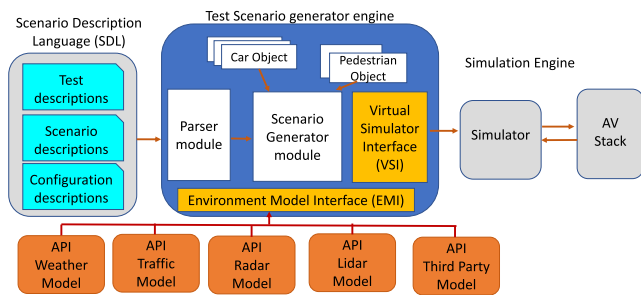 Scenario Description
Language (SDL)
Test
descriptions
Scenario
descriptions
Configuration
descriptions
Test Scenario generator engine
Car Object
Pedestrian
Object
Parser
module
Scenario
Generator
module
Virtual
Simulator
Interface
(VSI)
Environment Model Interface (EMI)
Simulation Engine
Simulator
AV
Stack
API
Weather
Model
API
Traffic
Model
API
Radar
Model
API
Lidar
Model
API
Third Party
Model